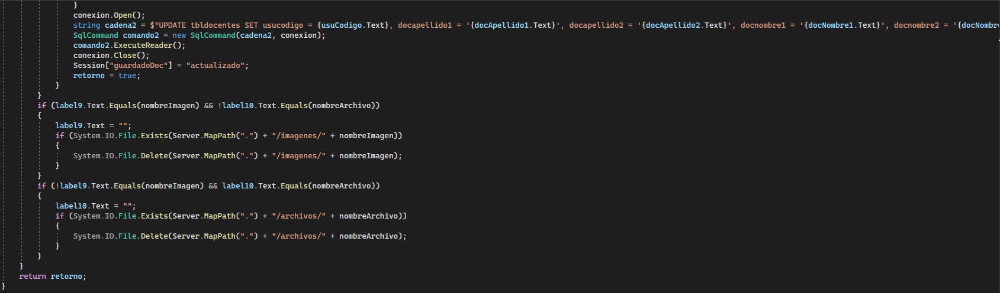 }
conexion.Open();
string cadena2 = $"UPDATE tbldocentes SET usucodigo = {usuCodigo.Text}, docapellido1 = '{docApellido1.Text}', docapellido2 = '{docApellido2.Text}', docnombre1 = '{docNombre1.Text}', docnombre2 = '{docNombre
SqlCommand comando2 = new SqlCommand(cadena2, conexion);
comando2.ExecuteReader();
conexion.Close();
Session["guardadoDoc"] = "actualizado";
retorno = true;
}
}
if (label9.Text.Equals(nombreImagen) && !label10.Text.Equals(nombreArchivo))
{
label9.Text = "";
if (System.IO.File.Exists(Server.MapPath(".") + "/imagenes/" + nombreImagen))
{
System.IO.File.Delete(Server.MapPath(".") + "/imagenes/" + nombreImagen);
}
}
if (!label9.Text.Equals(nombreImagen) && label10.Text.Equals(nombreArchivo))
{
label10.Text = "";
if (System.IO.File.Exists(Server.MapPath(".") + "/archivos/" + nombreArchivo))
{
System.IO.File.Delete(Server.MapPath(".") + "/archivos/" + nombreArchivo);
}
}
}
return retorno;
}